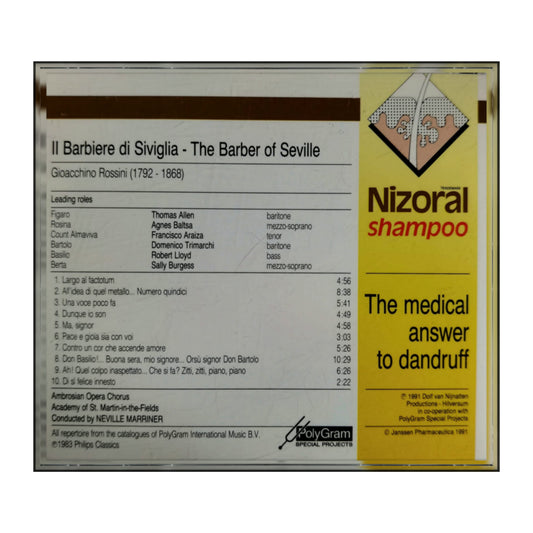 Il Barbiere di Siviglia - The Barber of Seville
Gioacchino Rossini (1792 - 1868)
Leading roles
Figaro Thomas Allen baritone
Rosina Agnes Baltsa mezzo-soprano
Count Almaviva Francisco Araiza tenor
Bartolo Domenico Trimarchi baritone
Basilio Robert Lloyd bass
Berta Sally Burgess mezzo-soprano
1. Largo al factotum 4:56
2. All'idea di quel metallo... Numero quindici 8:38
3. Una voce poco fa 5:41
4. Dunque io son 4:49
5. Ma, signor 4:58
6. Pace e gioia sia con voi 3:03
7. Contro un cor che accende amore 5:26
8. Don Basilio!... Buona sera, mio signore... Orsù signor Don Bartolo 10:29
9. Ah! Quel colpo inaspettato... Che si fa? Zitti, zitti, piano, piano 6:51
10. Di sì felice innesto 2:22
Ambrosian Opera Chorus
Academy of St. Martin-in-the-Fields
Conducted by NEVILLE MARRINER
All repertoire from the catalogues of PolyGram International Music B.V.
℗1983 Philips Classics
PolyGram
SPECIAL PROJECTS
TRADEMARK
Nizoral
shampoo
The medical
answer
to dandruff
℗ 1991 Dolf van Nijnatten
Productions - Hilversum
in co-operation with
PolyGram Special Projects
© Janssen Pharmaceutica 1991